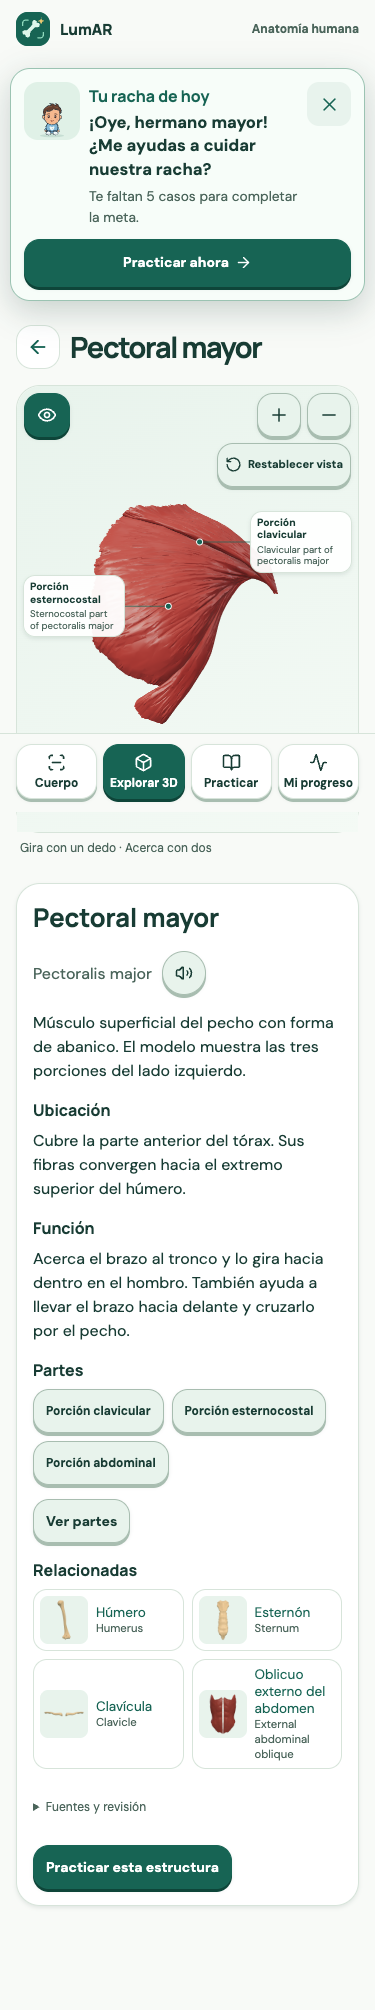 LumAR
Anatomía humana
Tu racha de hoy
¡Oye, hermano mayor!
¿Me ayudas a cuidar
nuestra racha?
Te faltan 5 casos para completar
la meta.
Practicar ahora
Pectoral mayor
Restablecer vista
Porción
clavicular
Clavicular part of
pectoralis major
Porción
esternocostal
Sternocostal part
of pectoralis major
Cuerpo
Explorar 3D
Practicar
Mi progreso
Gira con un dedo · Acerca con dos
Pectoral mayor
Pectoralis major
Músculo superficial del pecho con forma
de abanico. El modelo muestra las tres
porciones del lado izquierdo.
Ubicación
Cubre la parte anterior del tórax. Sus
fibras convergen hacia el extremo
superior del húmero.
Función
Acerca el brazo al tronco y lo gira hacia
dentro en el hombro. También ayuda a
llevar el brazo hacia delante y cruzarlo
por el pecho.
Partes
Porción clavicular
Porción esternocostal
Porción abdominal
Ver partes
Relacionadas
Húmero
Humerus
Esternón
Sternum
Clavícula
Clavicle
Oblicuo
externo del
abdomen
External
abdominal
oblique
Fuentes y revisión
Practicar esta estructura